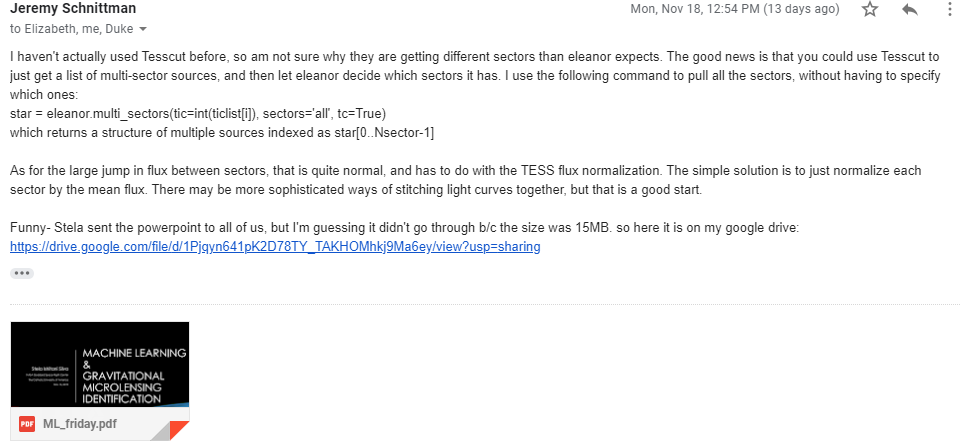 Jeremy Schnittman
Mon, Nov 18, 12:54 PM (13 days ago)
to Elizabeth, me, Duke
I haven't actually used Tesscut before, so am not sure why they are getting different sectors than eleanor expects. The good news is that you could use Tesscut to
just get a list of multi-sector sources, and then let eleanor decide which sectors it has. I use the following command to pull all the sectors, without having to specify
which ones:
star = eleanor.multi_sectors(tic=int(ticlist[i]), sectors='all', tc=True)
which returns a structure of multiple sources indexed as star[0..Nsector-1]
As for the large jump in flux between sectors, that is quite normal, and has to do with the TESS flux normalization. The simple solution is to just normalize each
sector by the mean flux. There may be more sophisticated ways of stitching light curves together, but that is a good start.
Funny- Stela sent the powerpoint to all of us, but I'm guessing it didn't go through b/c the size was 15MB. so here it is on my google drive:
https://drive.google.com/file/d/1Pjqyn641pK2D78TY_TAKHOMhkj9Ma6ey/view?usp=sharing
MACHINE LEARNING
&
GRAVITATIONAL
MICROLENSING
IDENTIFICATION
PDF ML_friday.pdf